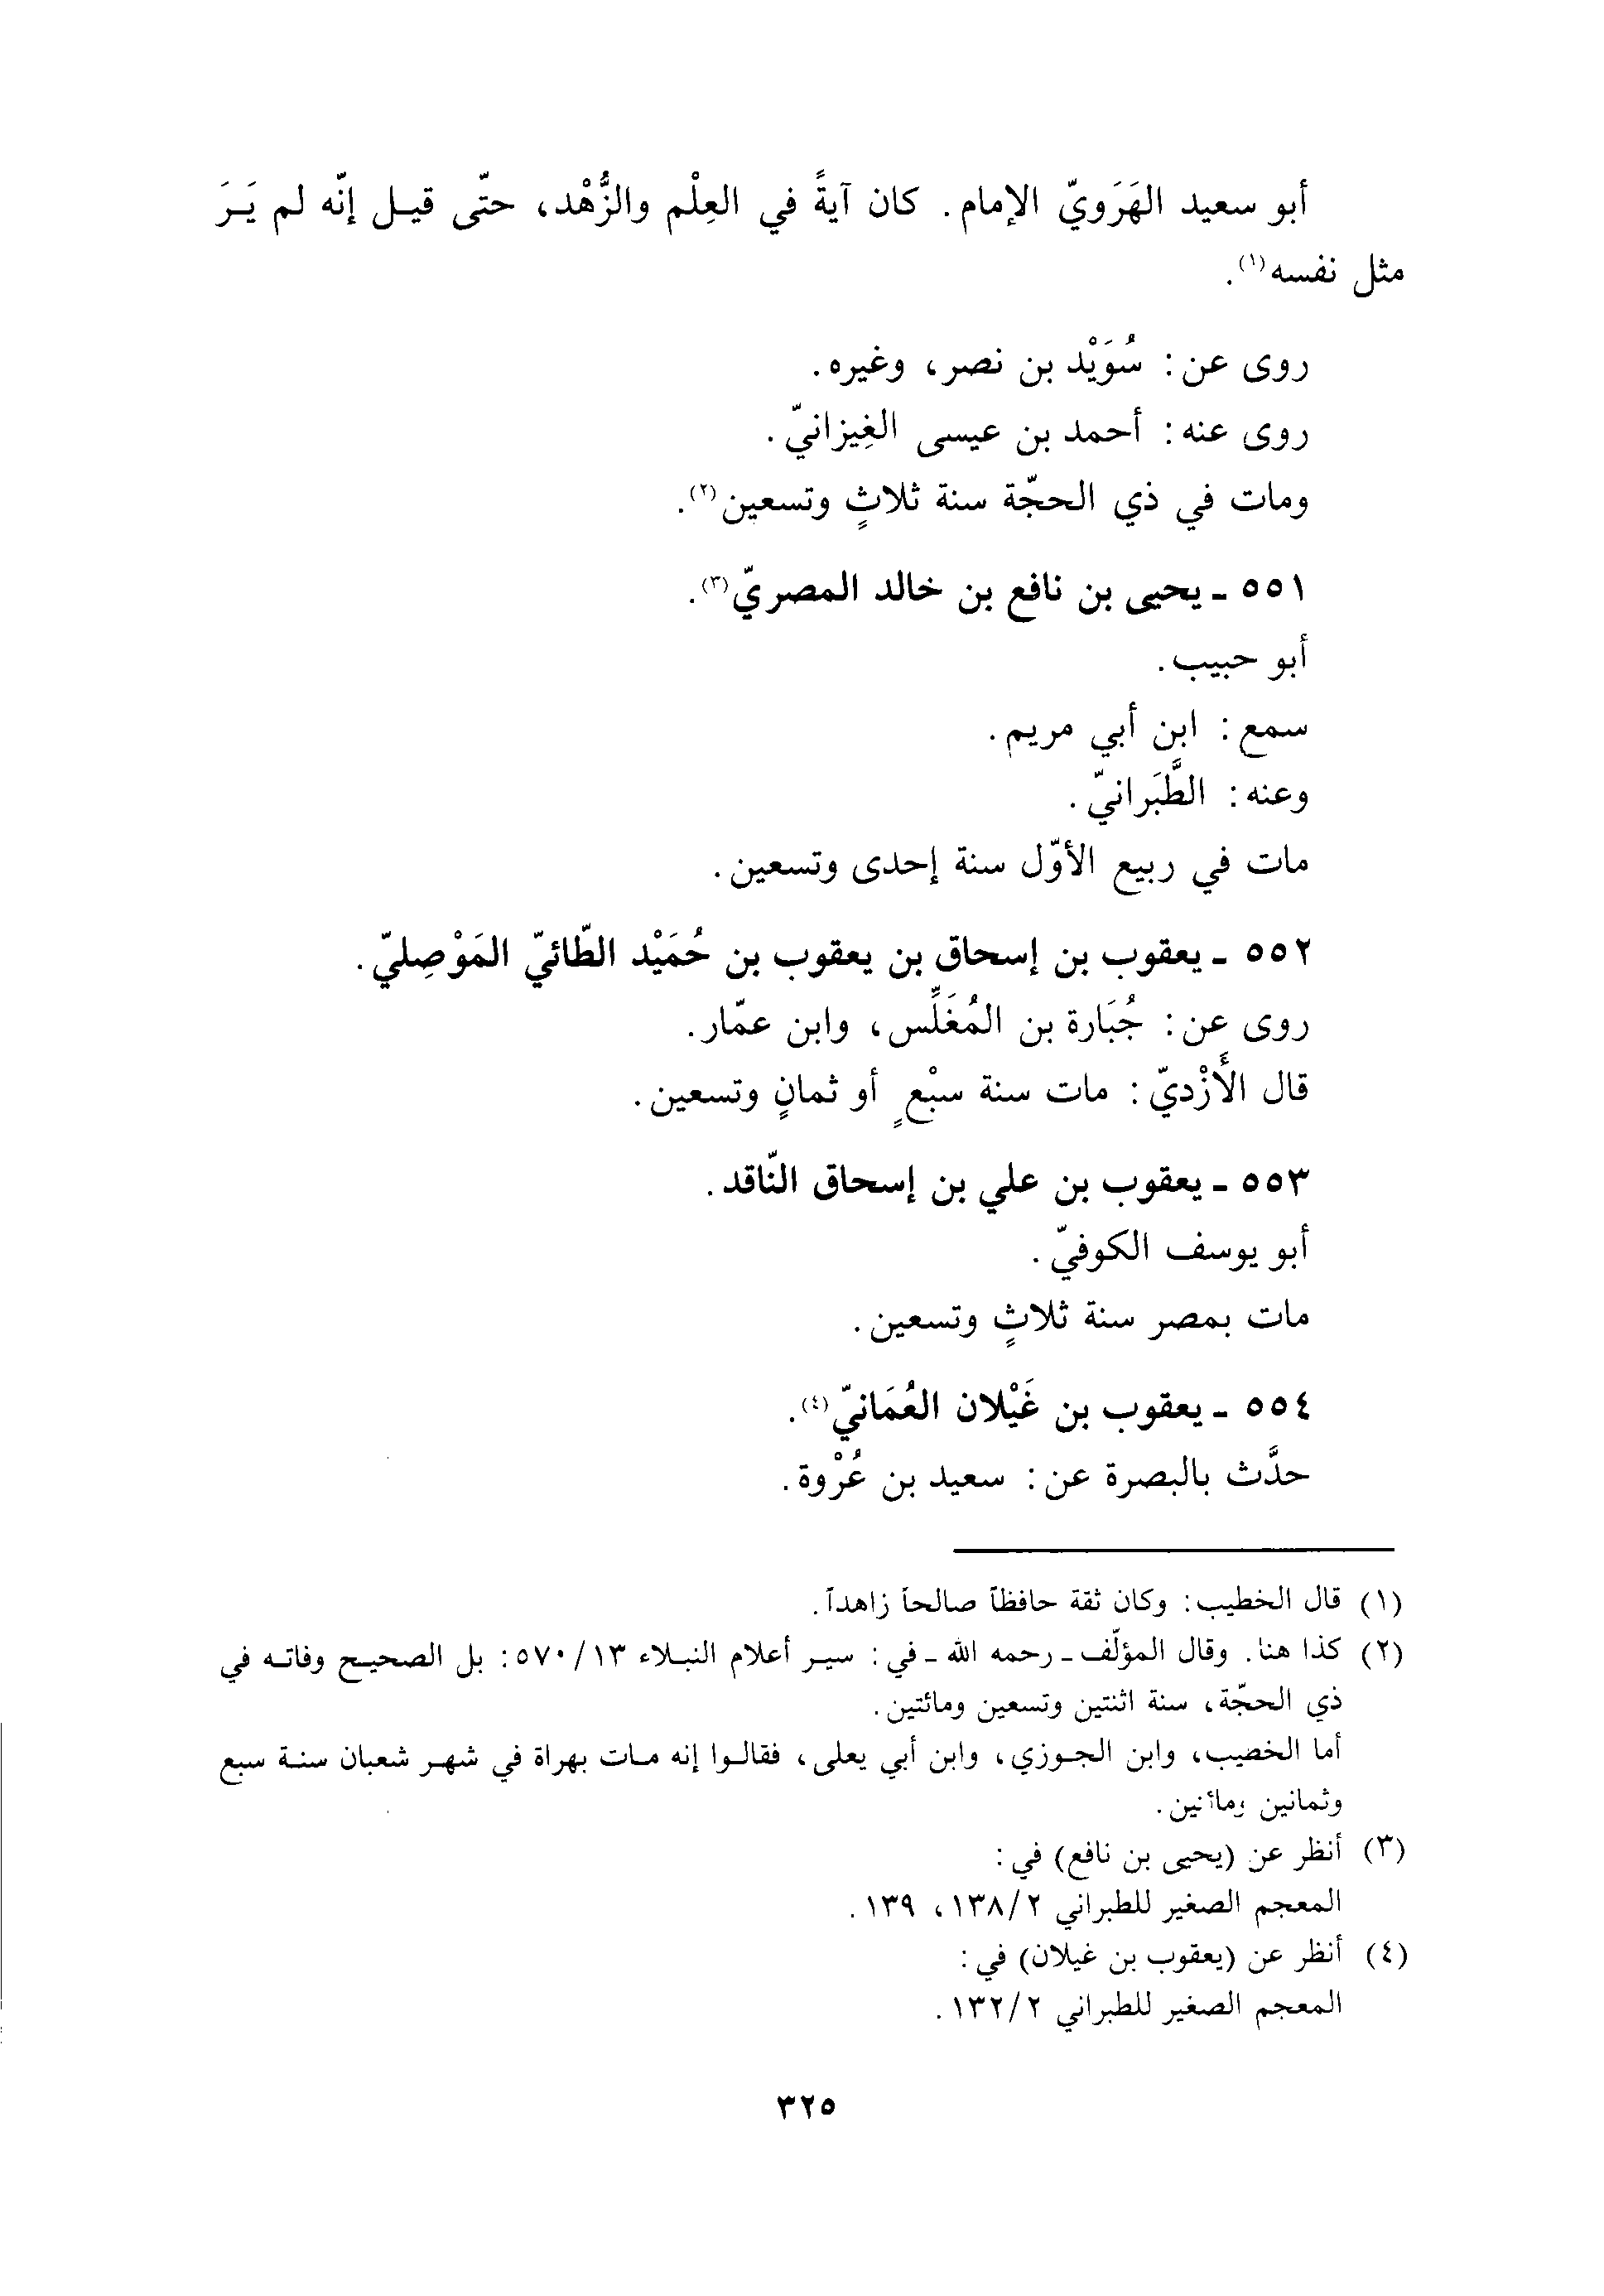 أبو سعيد الهَرَويّ الإمام. كان آيةً في العِلْم والزُّهْد، حتّى قيل إنّه لم يَرَ
مثل نفسه(١).
روى عن: سُوَيْد بن نصر، وغيره.
روى عنه: أحمد بن عيسى الغِيزانيّ.
ومات في ذي الحجّة سنة ثلاثٍ وتسعين(٢).
٥٥١ ـ يحيى بن نافع بن خالد المصريّ(٣).
أبو حبيب.
سمع: ابن أبي مريم.
وعنه: الطَّبَرانيّ.
مات في ربيع الأوّل سنة إحدى وتسعين.
٥٥٢ ـ يعقوب بن إسحاق بن يعقوب بن حُمَيْد الطّائيّ المَوْصِليّ.
روى عن: جُبَارة بن المُغَلِّس، وابن عمّار.
قال الأَزْديّ: مات سنة سبْعٍ أو ثمانٍ وتسعين.
٥٥٣ ـ يعقوب بن علي بن إسحاق النّاقد.
أبو يوسف الكوفيّ.
مات بمصر سنة ثلاثٍ وتسعين.
٥٥٤ ـ يعقوب بن غَيْلان العُمَانيّ(٤).
حدَّث بالبصرة عن: سعيد بن عُرْوة.
(١) قال الخطيب: وكان ثقة حافظاً صالحاً زاهداً.
(٢) كذا هنا. وقال المؤلّف ـ رحمه الله ـ في: سير أعلام النبلاء ٥٧٠/١٣: بل الصحيح وفاته في
ذي الحجّة، سنة اثنتين وتسعين ومائتين.
أما الخصيب، وابن الجوزي، وابن أبي يعلى، فقالوا إنه مات بهراة في شهر شعبان سنة سبع
وثمانين ومائتين.
(٣) أنظر عن (يحيى بن نافع) في:
المعجم الصغير للطبراني ١٣٨/٢، ١٣٩.
(٤) أنظر عن (يعقوب بن غيلان) في:
المعجم الصغير للطبراني ١٣٢/٢.
٣٢٥